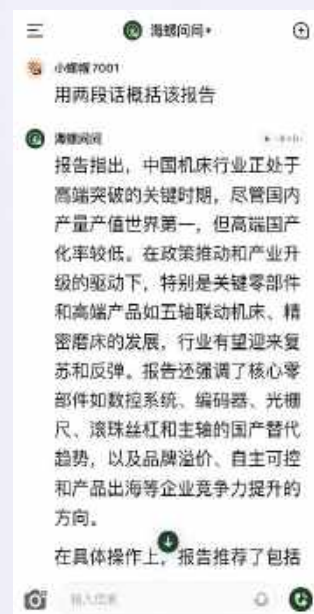 海螺问问
小螺帽7001
用两段话概括该报告
海螺问问
报告指出，中国机床行业正处于
高端突破的关键时期，尽管国内
产量产值世界第一，但高端国产
化率较低。在政策推动和产业升
级的驱动下，特别是关键零部件
和高端产品如五轴联动机床、精
密磨床的发展，行业有望迎来复
苏和反弹。报告还强调了核心零
部件如数控系统、编码器、光栅
尺、滚珠丝杠和主轴的国产替代
趋势，以及品牌溢价、自主可控
和产品出海等企业竞争力提升的
方向。
在具体操作上，报告推荐了包括
输入信息